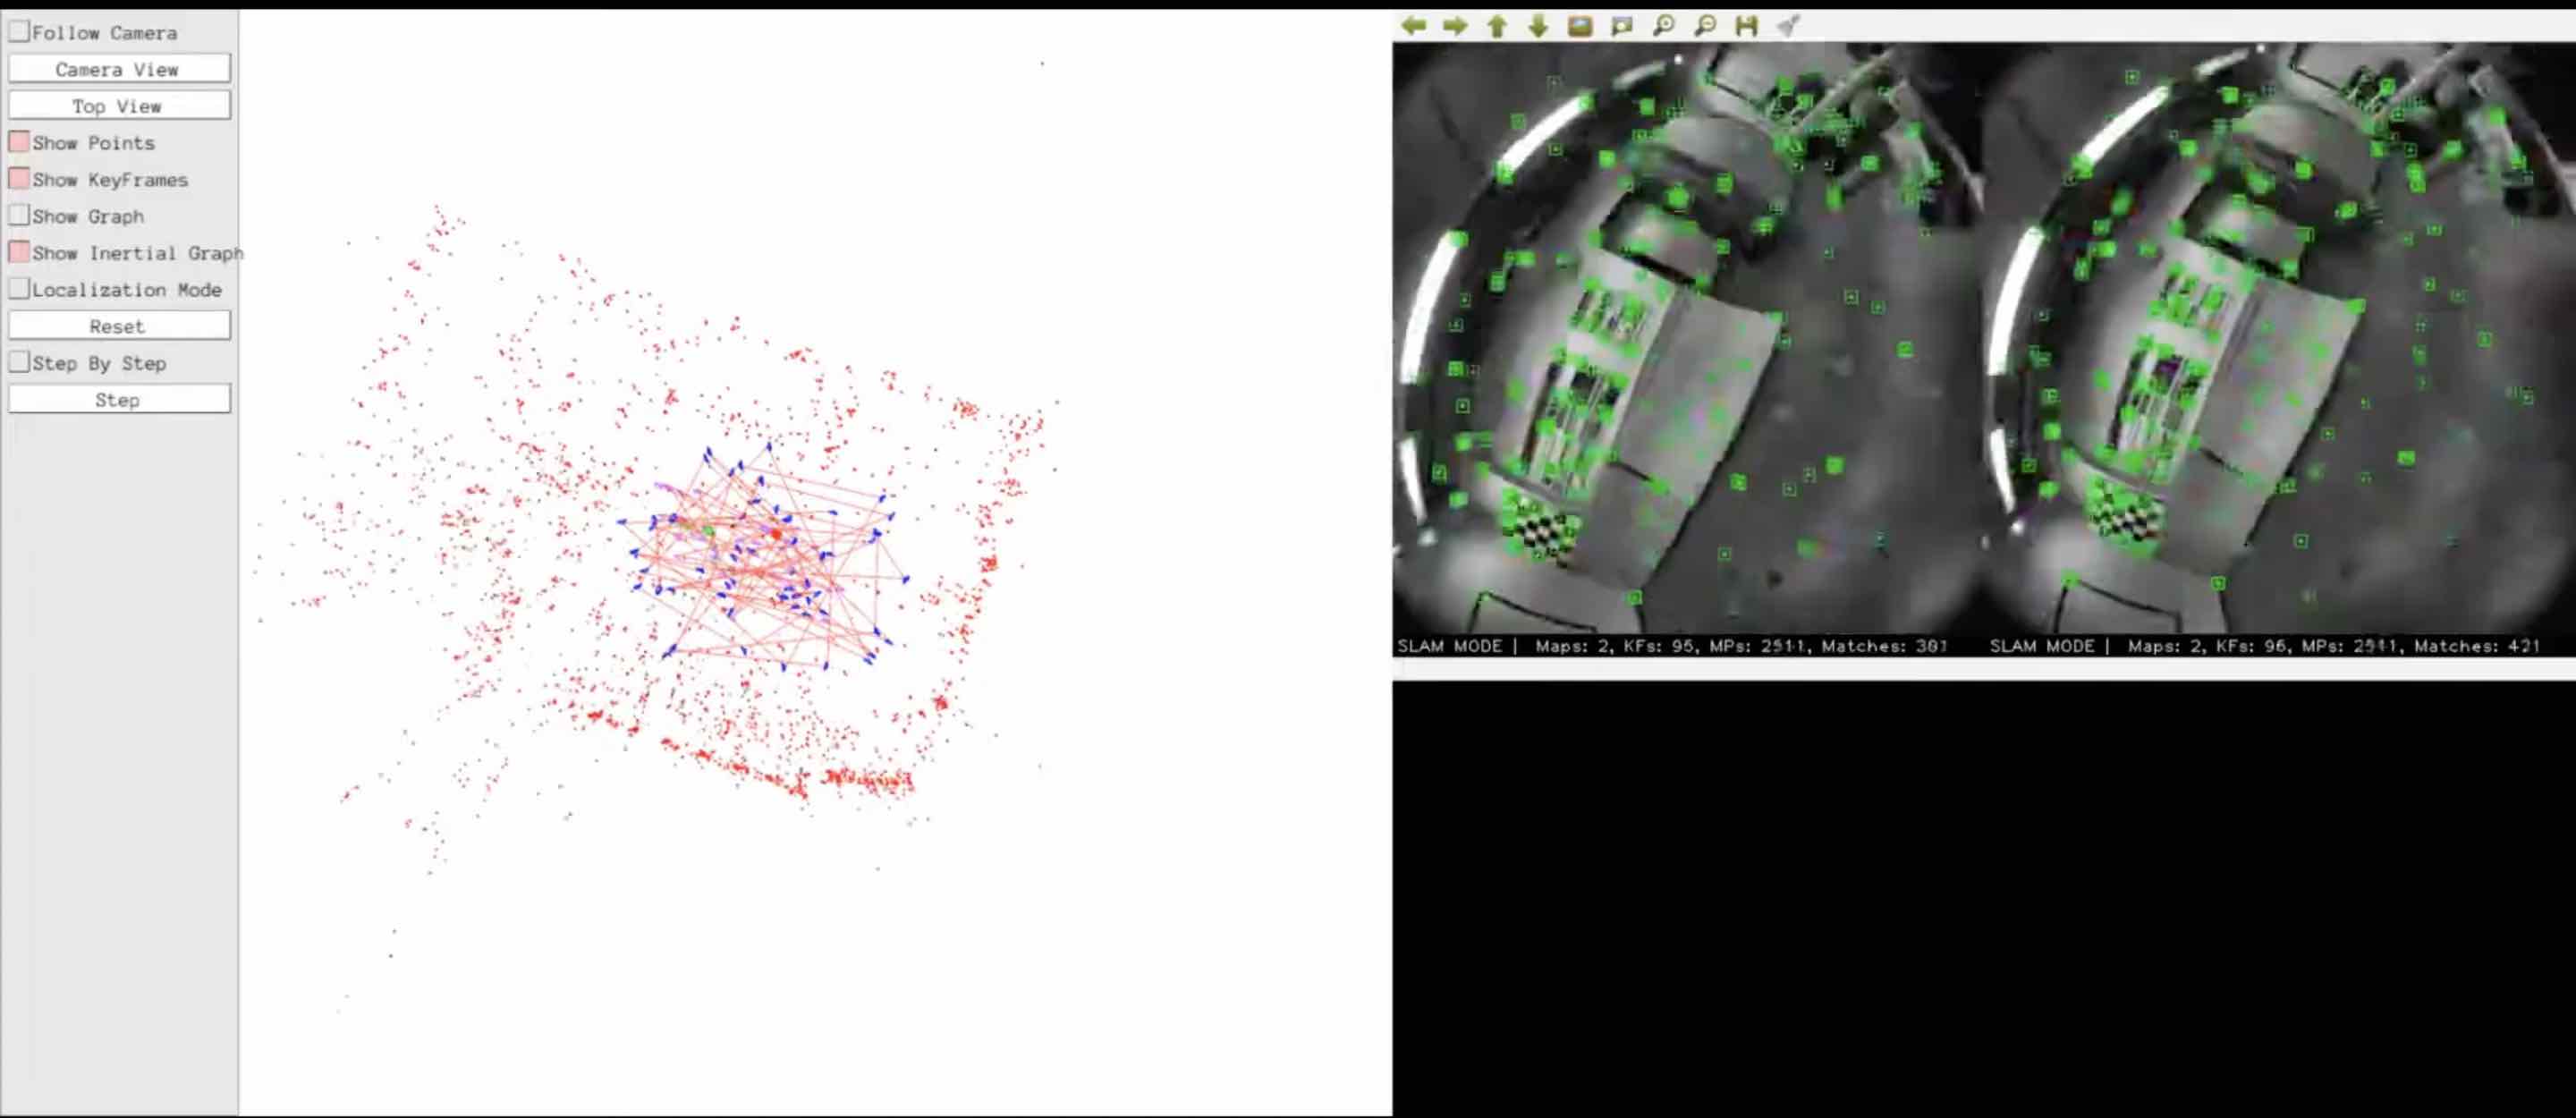 Follow Camera
Camera View
Top View
Show Points
Show KeyFrames
Show Graph
Show Inertial Graph
Localization Mode
Reset
Step By Step
Step
SLAM MODE | Maps: 2, KFs: 95, MPs: 2511, Matches: 381
SLAM MODE | Maps: 2, KFs: 96, MPs: Matches: 421